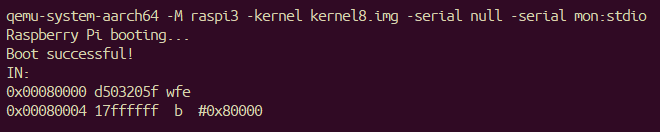 qemu-system-aarch64 -M raspi3 -kernel kernel8.img -serial null -serial mon:stdio
Raspberry Pi booting...
Boot successful!
IN:
0x00080000 d503205f wfe
0x00080004 17ffffff  b  #0x80000